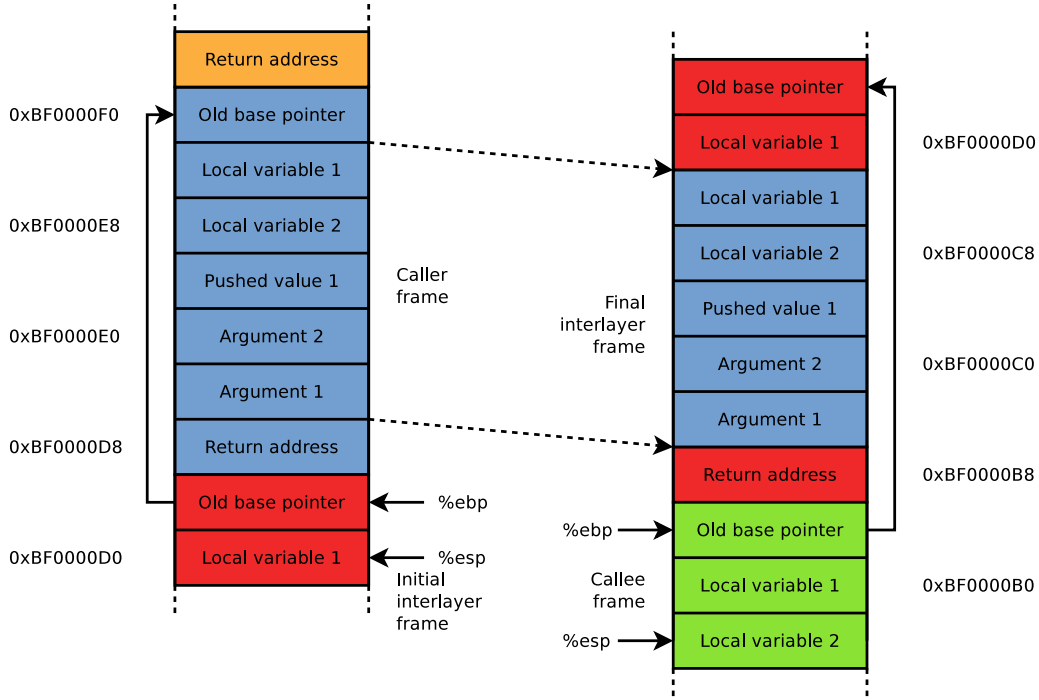 Return address
0xBF0000F0
Old base pointer
Local variable 1
0xBF0000E8
Local variable 2
Pushed value 1
Caller
frame
0xBF0000E0
Argument 2
Argument 1
0xBF0000D8
Return address
Old base pointer
%ebp
0xBF0000D0
Local variable 1
%esp
Initial
interlayer
frame
Old base pointer
Local variable 1
0xBF0000D0
Local variable 1
Local variable 2
0xBF0000C8
Pushed value 1
Final
interlayer
frame
Argument 2
0xBF0000C0
Argument 1
Return address
0xBF0000B8
%ebp
Old base pointer
Callee
frame
Local variable 1
0xBF0000B0
%esp
Local variable 2